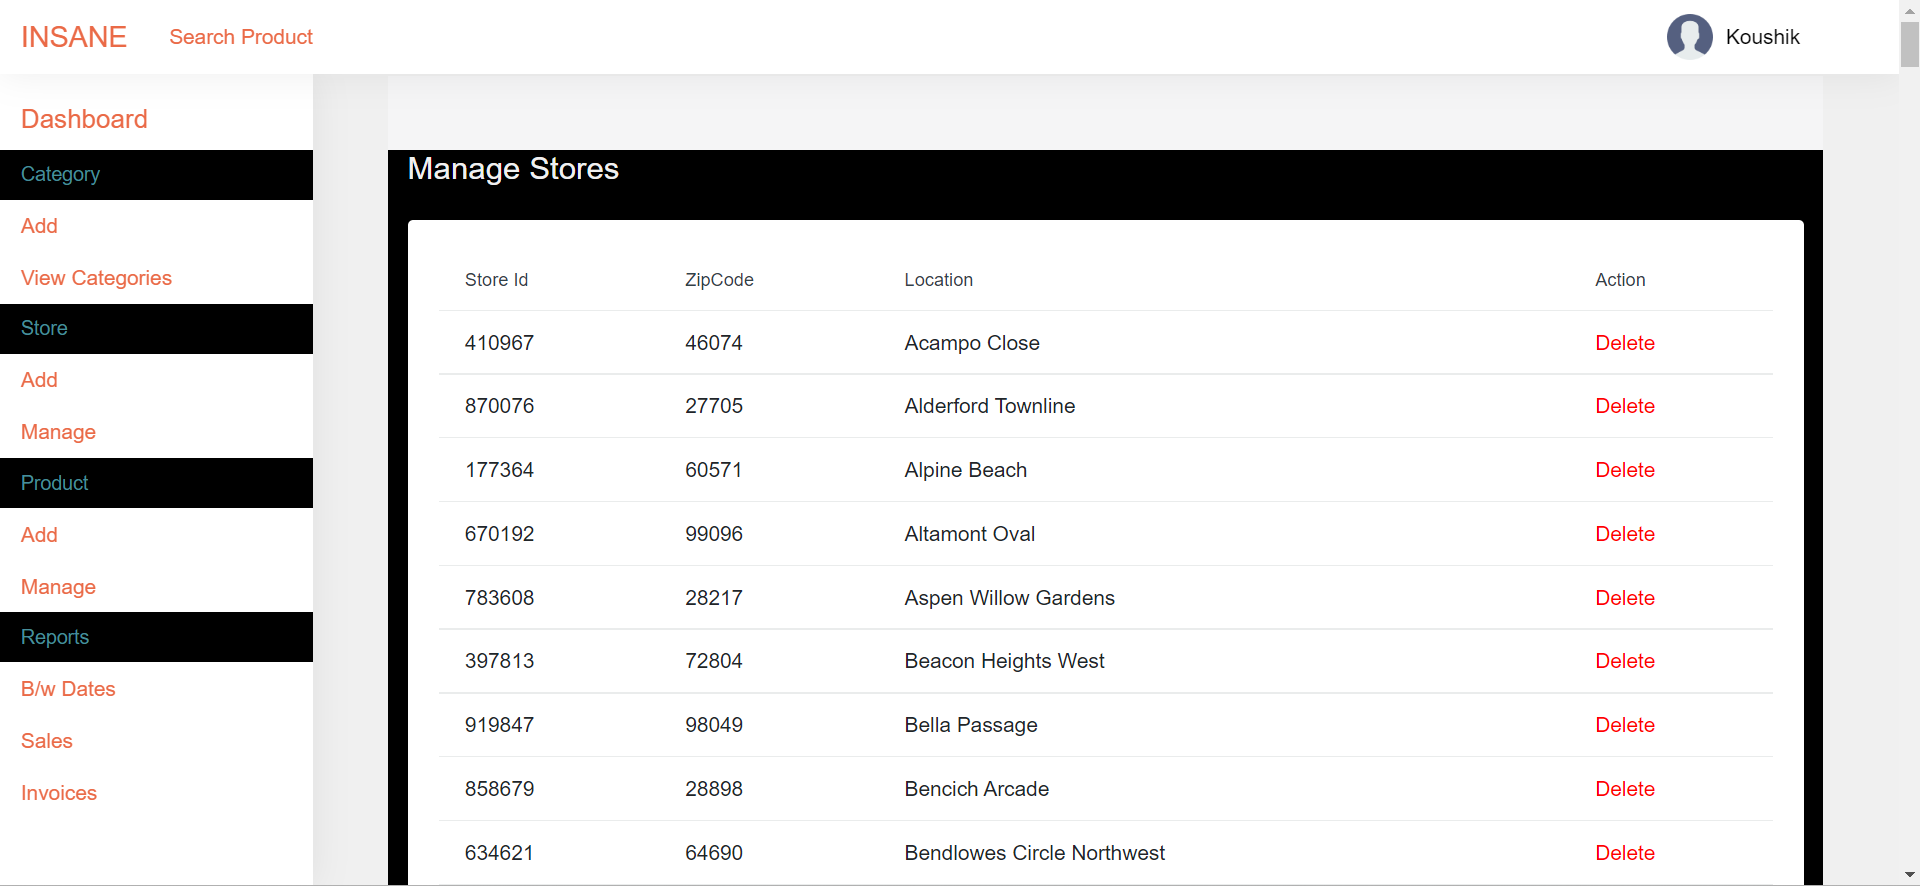 INSANE Search Product Koushik
Dashboard
Category
Add
View Categories
Store
Add
Manage
Product
Add
Manage
Reports
B/w Dates
Sales
Invoices
Manage Stores
Store Id ZipCode Location Action
410967 46074 Acampo Close Delete
870076 27705 Alderford Townline Delete
177364 60571 Alpine Beach Delete
670192 99096 Altamont Oval Delete
783608 28217 Aspen Willow Gardens Delete
397813 72804 Beacon Heights West Delete
919847 98049 Bella Passage Delete
858679 28898 Bencich Arcade Delete
634621 64690 Bendlowes Circle Northwest Delete